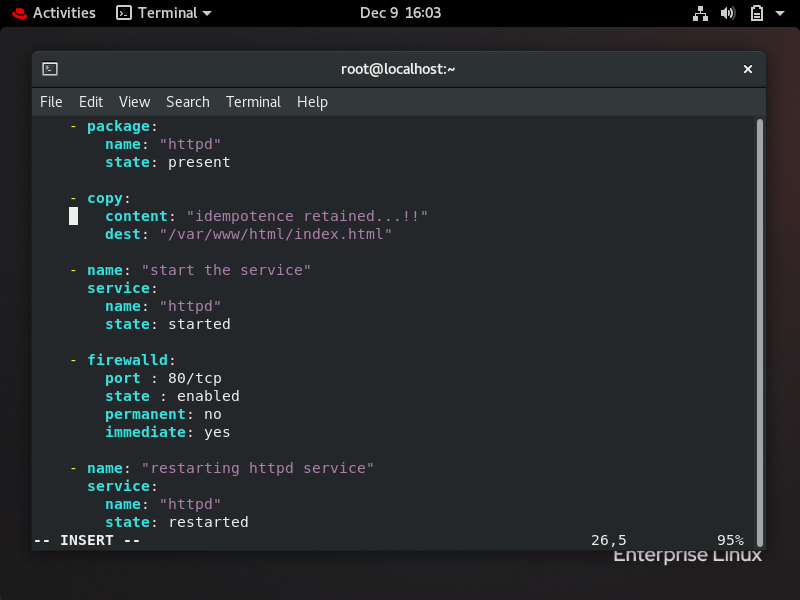 Activities Terminal Dec 9 16:03
root@localhost:~
File Edit View Search Terminal Help
- package:
name: "httpd"
state: present
- copy:
content: "idempotence retained...!!"
dest: "/var/www/html/index.html"
- name: "start the service"
service:
name: "httpd"
state: started
- firewalld:
port : 80/tcp
state : enabled
permanent: no
immediate: yes
- name: "restarting httpd service"
service:
name: "httpd"
state: restarted
-- INSERT -- 26,5 95%
Enterprise Linux